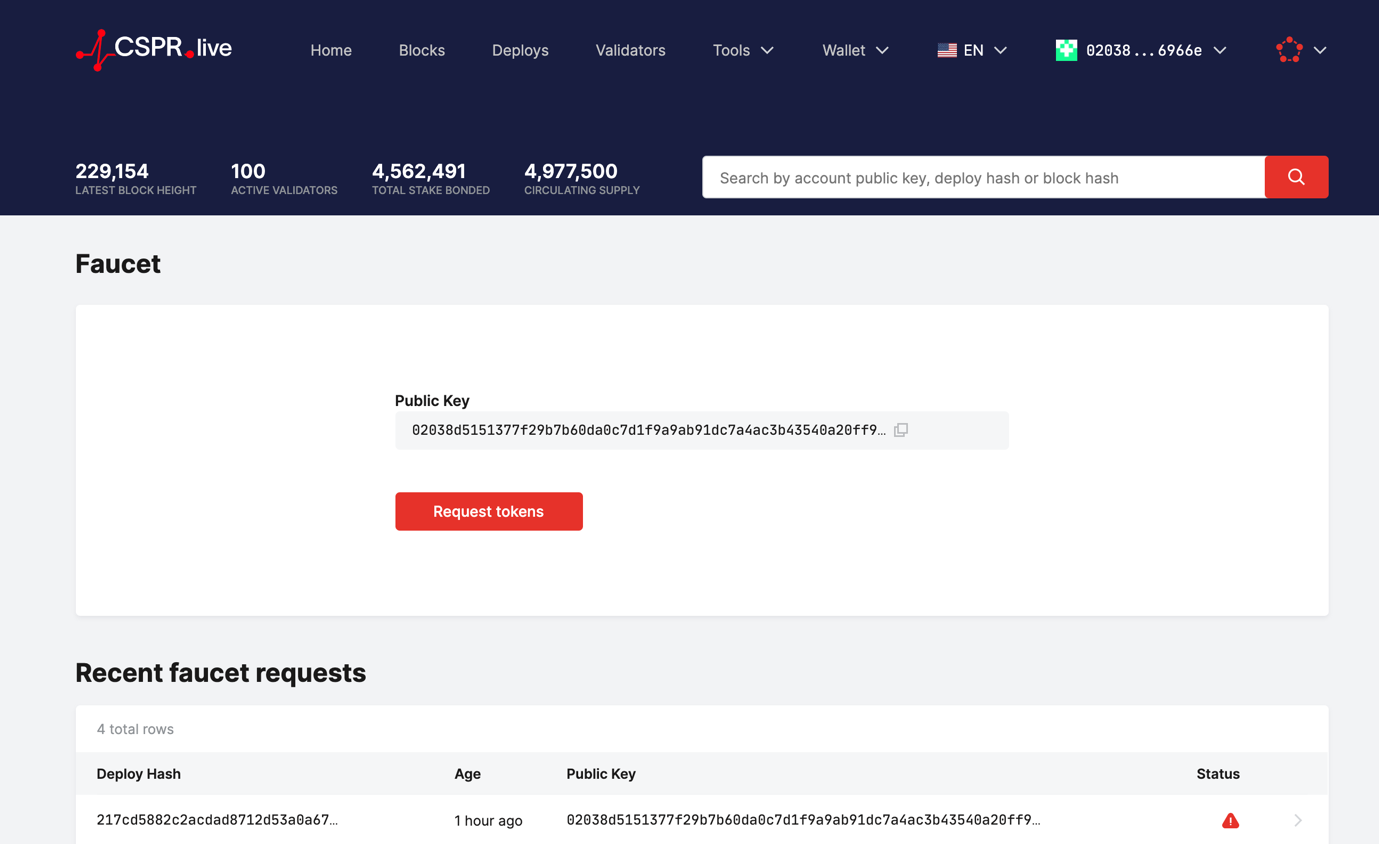 CSPR.live
Home Blocks Deploys Validators Tools Wallet EN 02038...6966e
229,154 100 4,562,491 4,977,500
LATEST BLOCK HEIGHT ACTIVE VALIDATORS TOTAL STAKE BONDED CIRCULATING SUPPLY
Search by account public key, deploy hash or block hash
Faucet
Public Key
02038d5151377f29b7b60da0c7d1f9a9ab91dc7a4ac3b43540a20ff9…
Request tokens
Recent faucet requests
4 total rows
Deploy Hash Age Public Key Status
217cd5882c2acdad8712d53a0a67… 1 hour ago 02038d5151377f29b7b60da0c7d1f9a9ab91dc7a4ac3b43540a20ff9…